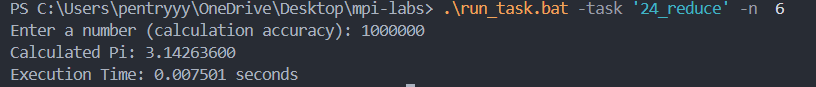 PS C:\Users\pentryyy\OneDrive\Desktop\mpi-labs> .\run_task.bat -task '24_reduce' -n  6
Enter a number (calculation accuracy): 1000000
Calculated Pi: 3.14263600
Execution Time: 0.007501 seconds